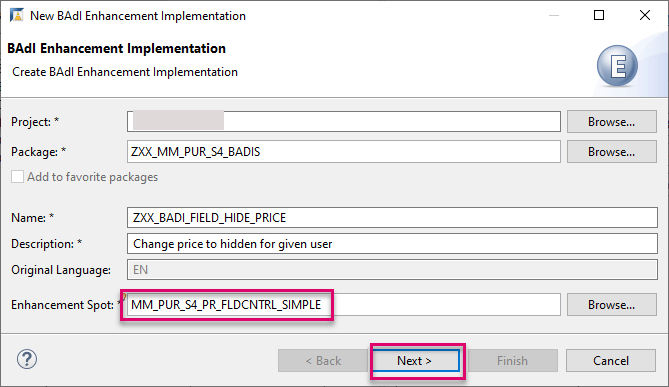 New BAdI Enhancement Implementation
BAdI Enhancement Implementation
Create BAdI Enhancement Implementation
E
Project: *
Browse...
Package: * ZXX_MM_PUR_S4_BADIS Browse...
Add to favorite packages
Name: * ZXX_BADI_FIELD_HIDE_PRICE
Description: * Change price to hidden for given user
Original Language: EN
Enhancement Spot: * MM_PUR_S4_PR_FLDCNTRL_SIMPLE Browse...
? < Back Next > Finish Cancel